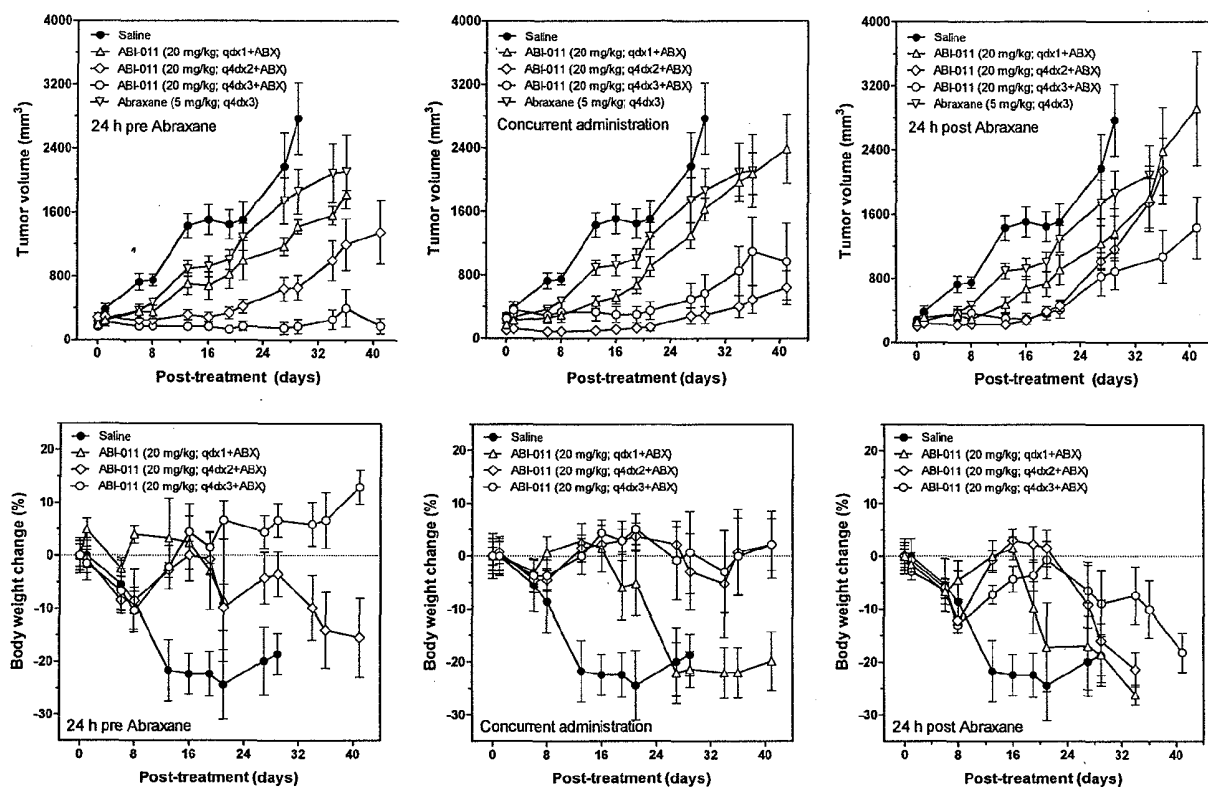 4000
3200
2400
1600
800
0
Tumor volume (mm³)
Saline
ABI-011 (20 mg/kg; qdx1+ABX)
ABI-011 (20 mg/kg; q4dx2+ABX)
ABI-011 (20 mg/kg; q4dx3+ABX)
Abraxane (5 mg/kg; q4dx3)
24 h pre Abraxane
0 8 16 24 32 40
Post-treatment (days)
4000
3200
2400
1600
800
0
Tumor volume (mm³)
Saline
ABI-011 (20 mg/kg; qdx1+ABX)
ABI-011 (20 mg/kg; q4dx2+ABX)
ABI-011 (20 mg/kg; q4dx3+ABX)
Abraxane (5 mg/kg; q4dx3)
Concurrent administration
0 8 16 24 32 40
Post-treatment (days)
4000
3200
2400
1600
800
0
Tumor volume (mm³)
Saline
ABI-011 (20 mg/kg; qdx1+ABX)
ABI-011 (20 mg/kg; q4dx2+ABX)
ABI-011 (20 mg/kg; q4dx3+ABX)
Abraxane (5 mg/kg; q4dx3)
24 h post Abraxane
0 8 16 24 32 40
Post-treatment (days)
20
10
0
-10
-20
-30
Body weight change (%)
Saline
ABI-011 (20 mg/kg; qdx1+ABX)
ABI-011 (20 mg/kg; q4dx2+ABX)
ABI-011 (20 mg/kg; q4dx3+ABX)
24 h pre Abraxane
0 8 16 24 32 40
Post-treatment (days)
20
10
0
-10
-20
-30
Body weight change (%)
Saline
ABI-011 (20 mg/kg; qdx1+ABX)
ABI-011 (20 mg/kg; q4dx2+ABX)
ABI-011 (20 mg/kg; q4dx3+ABX)
Concurrent administration
0 8 16 24 32 40
Post-treatment (days)
20
10
0
-10
-20
-30
Body weight change (%)
Saline
ABI-011 (20 mg/kg; qdx1+ABX)
ABI-011 (20 mg/kg; q4dx2+ABX)
ABI-011 (20 mg/kg; q4dx3+ABX)
24 h post Abraxane
0 8 16 24 32 40
Post-treatment (days)